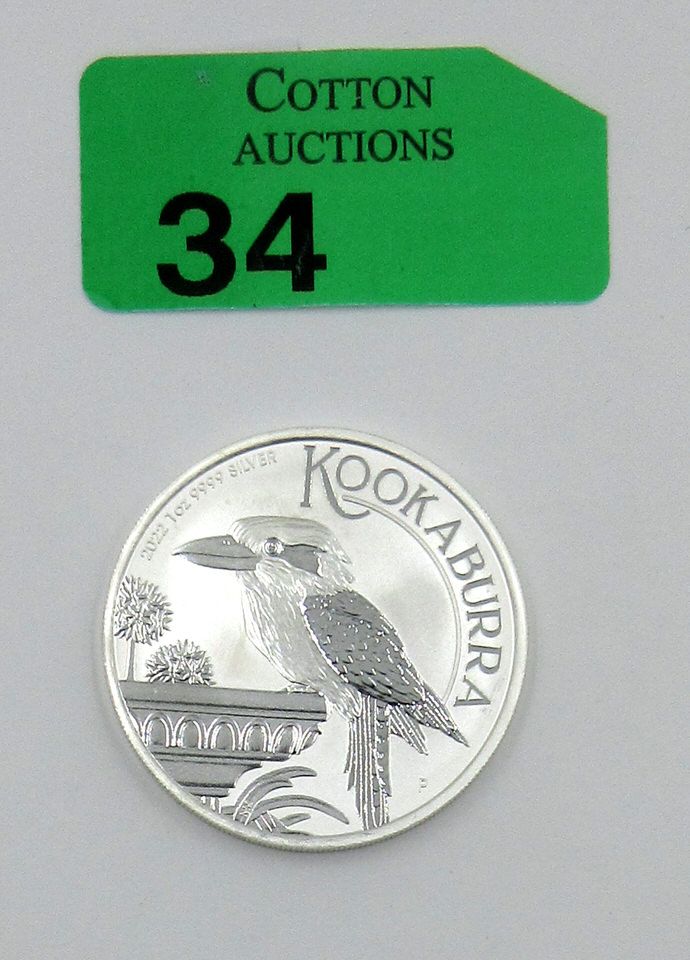 COTTON
AUCTIONS
34
2022 1oz 9999 SILVER
KOOKABURRA
P